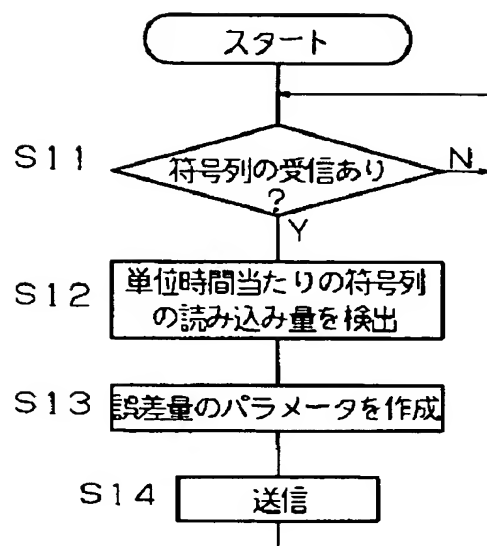 スタート
S11
符号列の受信あり
?
N
Y
S12
単位時間当たりの符号列
の読み込み量を検出
S13
誤差量のパラメータを作成
S14
送信